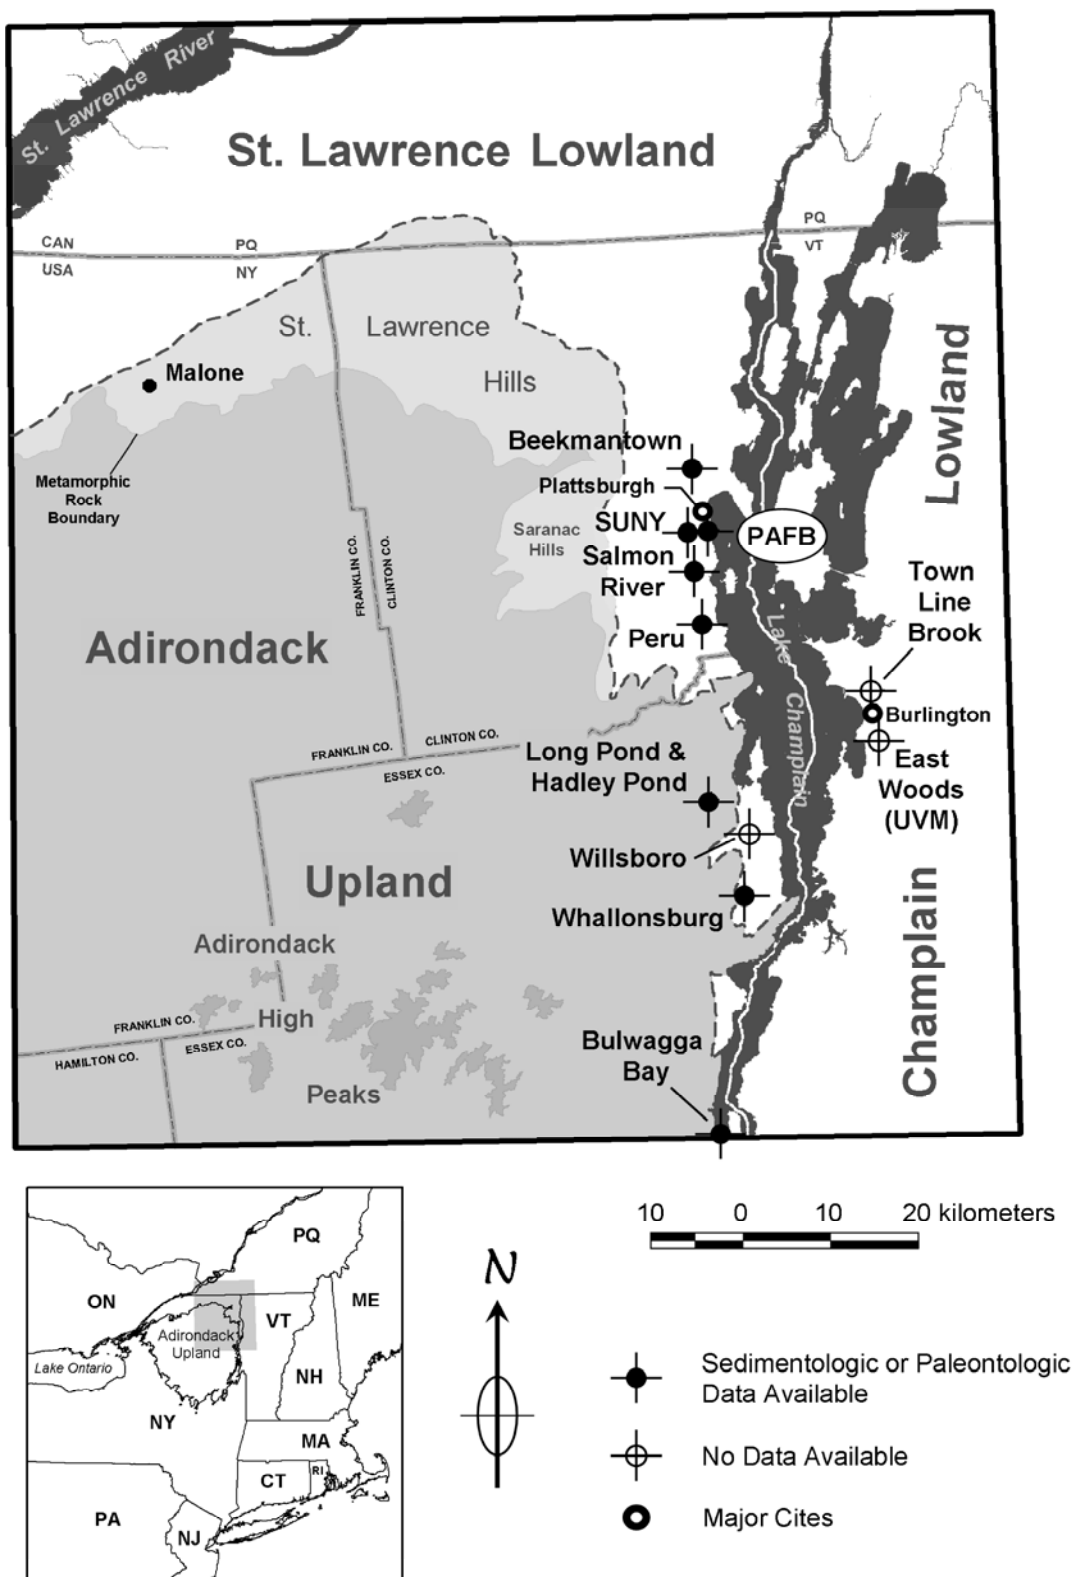 St. Lawrence River
St. Lawrence Lowland
CAN
PQ
PQ
USA
NY
VT
St.
Lawrence
Hills
Malone
Metamorphic
Rock
Boundary
Lowland
Champlain
Beekmantown
Plattsburgh
SUNY
PAFB
Saranac
Hills
Salmon
River
Peru
FRANKLIN CO.
CLINTON CO.
Town
Line
Brook
Burlington
East
Woods
(UVM)
Lake Champlain
Adirondack
Upland
FRANKLIN CO.
CLINTON CO.
ESSEX CO.
Long Pond &
Hadley Pond
Willsboro
Whallonsburg
Adirondack
High
Peaks
FRANKLIN CO.
HAMILTON CO.
ESSEX CO.
Bulwagga
Bay
PQ
ON
ME
VT
Adirondack
Upland
Lake Ontario
NH
NY
MA
CT
RI
PA
NJ
N
10 0 10 20 kilometers
Sedimentologic or Paleontologic
Data Available
No Data Available
Major Cites